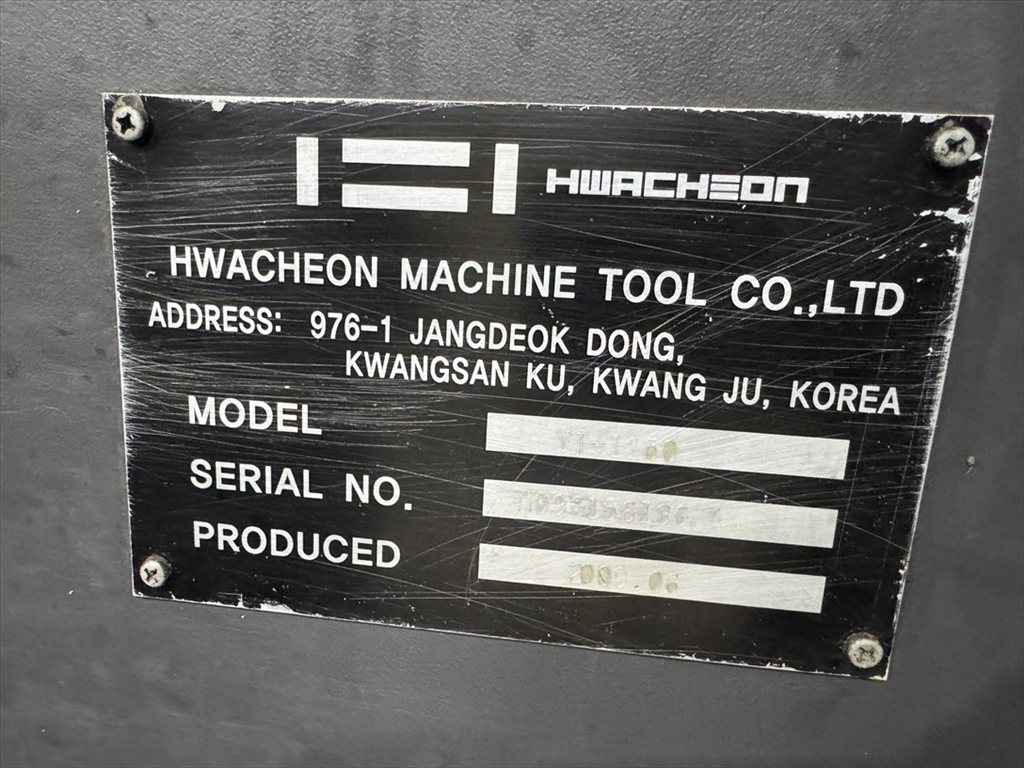 HWACHEON
HWACHEON MACHINE TOOL CO.,LTD
ADDRESS: 976-1 JANGDEOK DONG,
KWANGSAN KU, KWANG JU, KOREA
MODEL
SERIAL NO.
PRODUCED